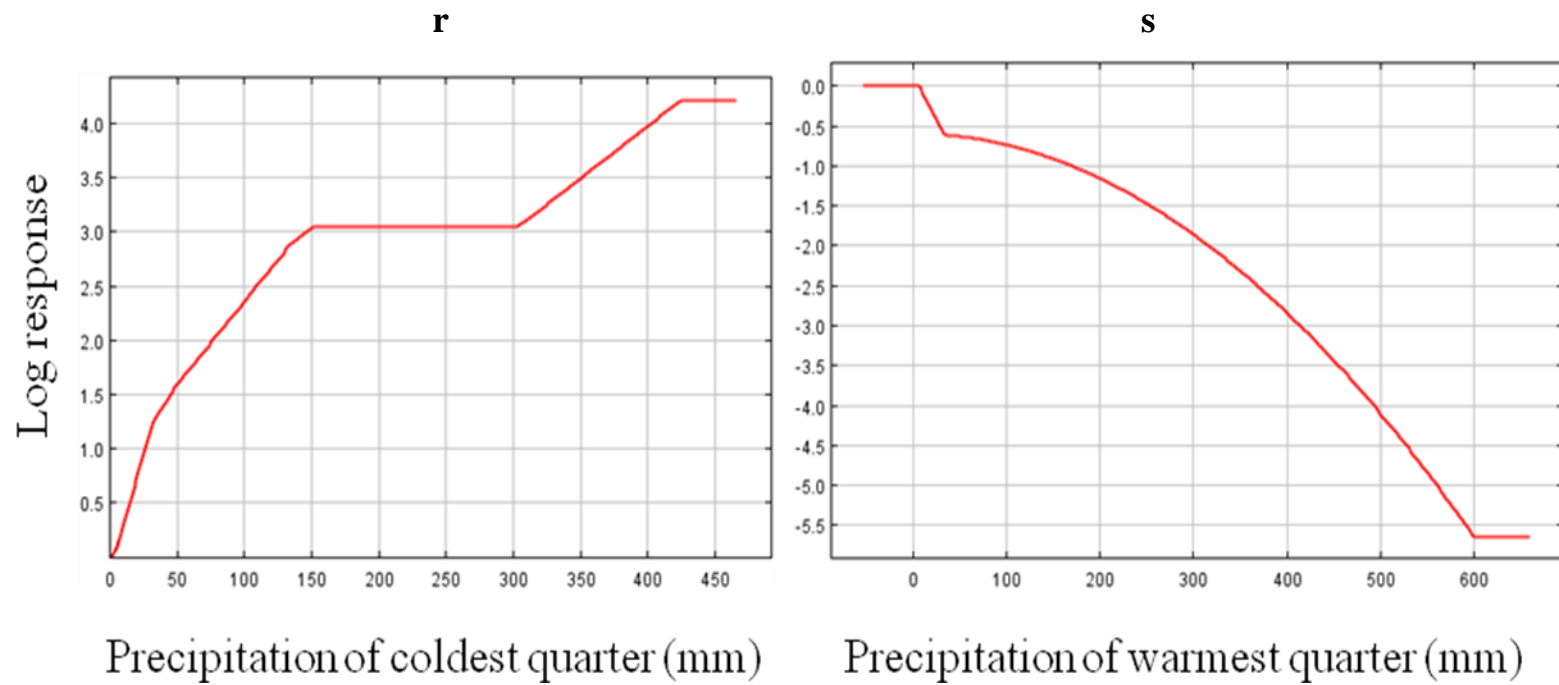 r
s
Log response
4.0
3.5
3.0
2.5
2.0
1.5
1.0
0.5
0 50 100 150 200 250 300 350 400 450
Precipitation of coldest quarter (mm)
0.0
-0.5
-1.0
-1.5
-2.0
-2.5
-3.0
-3.5
-4.0
-4.5
-5.0
-5.5
0 100 200 300 400 500 600
Precipitation of warmest quarter (mm)